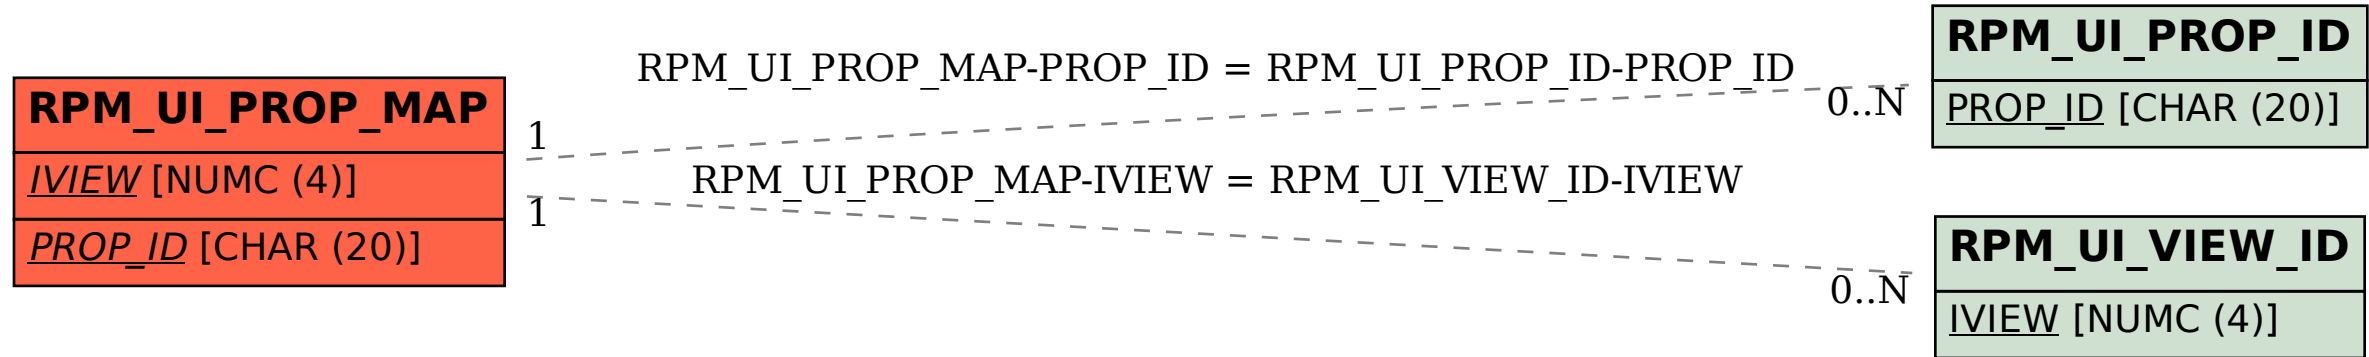 RPM_UI_PROP_MAP
IVIEW [NUMC (4)]
PROP_ID [CHAR (20)]
RPM_UI_PROP_MAP-PROP_ID = RPM_UI_PROP_ID-PROP_ID
1
0..N
RPM_UI_PROP_MAP-IVIEW = RPM_UI_VIEW_ID-IVIEW
1
0..N
RPM_UI_PROP_ID
PROP_ID [CHAR (20)]
RPM_UI_VIEW_ID
IVIEW [NUMC (4)]